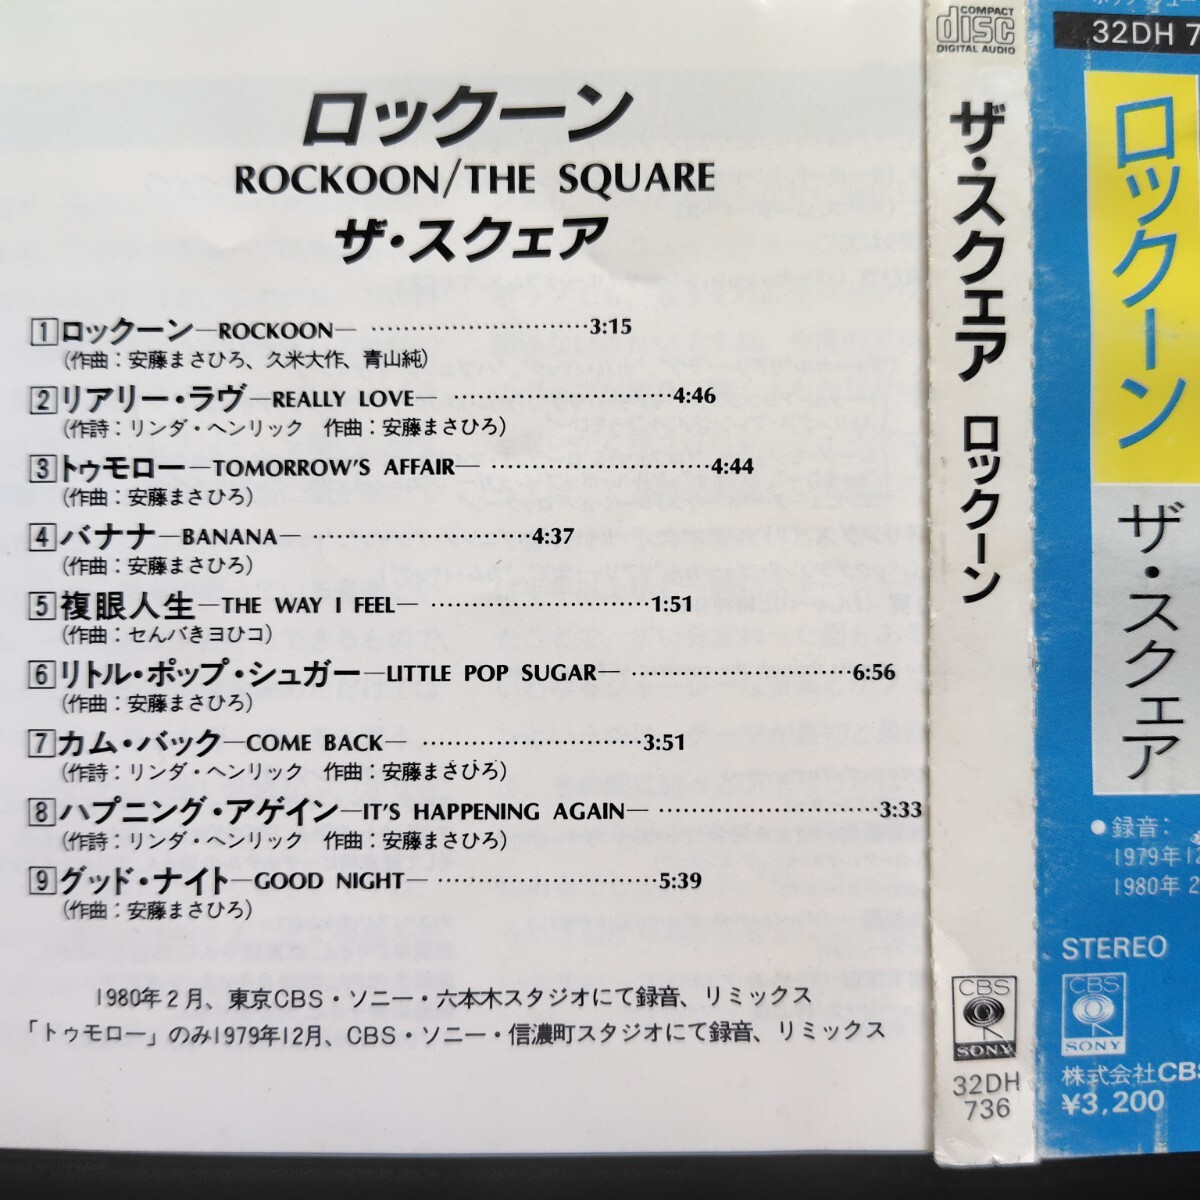 ロックーン
ROCKOON/THE SQUARE
ザ・スクェア
1 ロックーン—ROCKOON— ……………………3:15
(作曲：安藤まさひろ、久米大作、青山純)
2 リアリー・ラヴ—REALLY LOVE— ……………………4:46
(作詩：リンダ・ヘンリック 作曲：安藤まさひろ)
3 トゥモロー—TOMORROW'S AFFAIR— ……………………4:44
(作曲：安藤まさひろ)
4 バナナ—BANANA— ……………………4:37
(作曲：安藤まさひろ)
5 複眼人生—THE WAY I FEEL— ……………………1:51
(作曲：せんバきヨひコ)
6 リトル・ポップ・シュガー—LITTLE POP SUGAR— ……………………6:56
(作曲：安藤まさひろ)
7 カム・バック—COME BACK— ……………………3:51
(作詩：リンダ・ヘンリック 作曲：安藤まさひろ)
8 ハプニング・アゲイン—IT'S HAPPENING AGAIN— ……………………3:33
(作詩：リンダ・ヘンリック 作曲：安藤まさひろ)
9 グッド・ナイト—GOOD NIGHT— ……………………5:39
(作曲：安藤まさひろ)
1980年2月、東京CBS・ソニー・六本木スタジオにて録音、リミックス
「トゥモロー」のみ1979年12月、CBS・ソニー・信濃町スタジオにて録音、リミックス
COMPACT
disc
DIGITAL AUDIO
ザ・スクェア ロックーン
CBS
SONY
32DH
736
32DH 7
ロックーン
ザ・スクェア
●録音：
1979年12
1980年2
STEREO
CBS
SONY
株式会社CBS
¥3,200